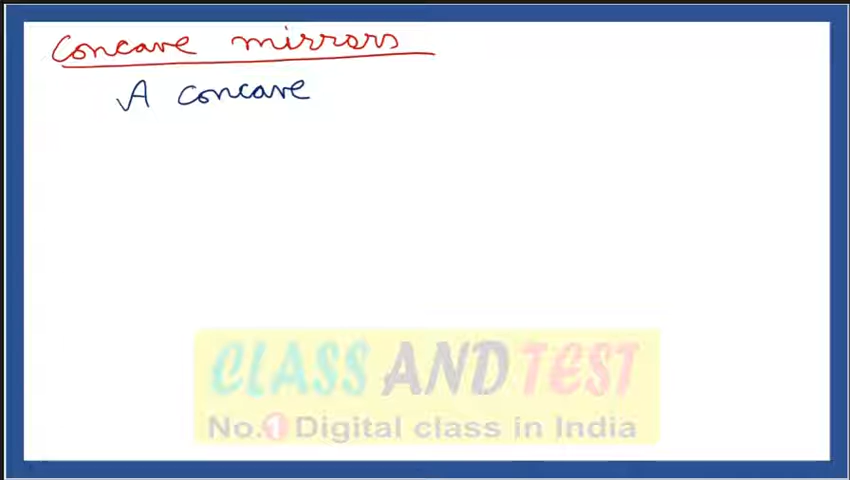 Concave mirrors
A concave
CLASS AND TEST
No.1 Digital class in India